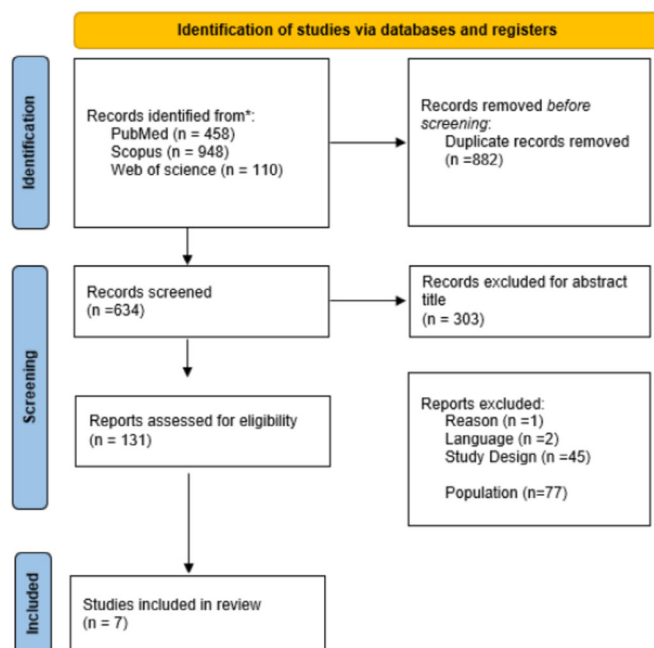 Identification of studies via databases and registers
Identification
Records identified from*:
PubMed (n = 458)
Scopus (n = 948)
Web of science (n = 110)
Records removed before
screening:
Duplicate records removed
(n =882)
Screening
Records screened
(n =634)
Records excluded for abstract
title
(n = 303)
Reports assessed for eligibility
(n = 131)
Reports excluded:
Reason (n =1)
Language (n =2)
Study Design (n =45)
Population (n=77)
Included
Studies included in review
(n = 7)